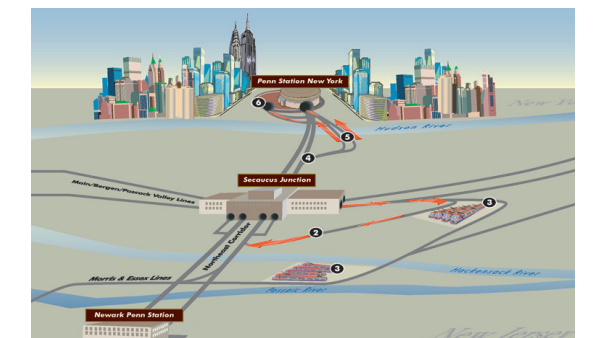 Penn Station New York
6
New
Hudson River
5
4
Secaucus Junction
Main/Bergen/Pascack Valley Lines
3
Northeast Corridor
2
3
Hackensack River
Morris & Essex Lines
Passaic River
Newark Penn Station
New Jersey